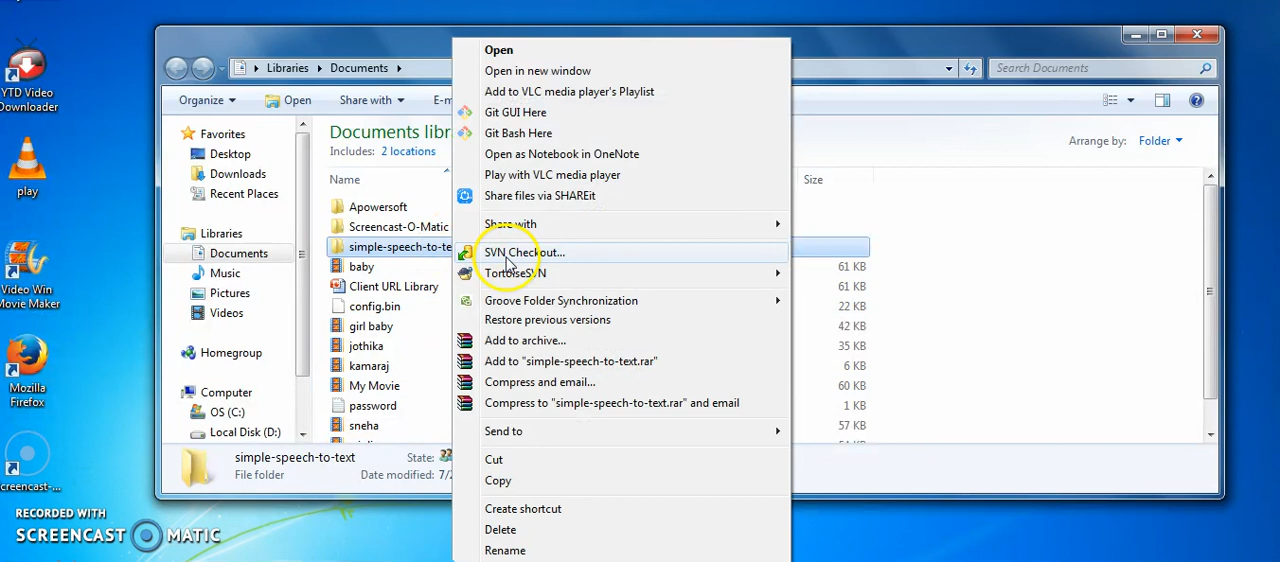 YTD Video
Downloader
play
Video Win
Movie Maker
Mozilla
Firefox
screencast-...
RECORDED WITH
SCREENCAST MATIC
Libraries Documents
Search Documents
Organize Open Share with E-m
Favorites
Desktop
Downloads
Recent Places
Libraries
Documents
Music
Pictures
Videos
Homegroup
Computer
OS (C:)
Local Disk (D:)
Documents libr
Includes: 2 locations
Arrange by: Folder
Name
Size
Apowersoft
Screencast-O-Matic
simple-speech-to-te
baby
61 KB
Client URL Library
61 KB
config.bin
22 KB
girl baby
42 KB
jothika
35 KB
kamaraj
6 KB
My Movie
60 KB
password
1 KB
sneha
57 KB
simple-speech-to-text
State:
File folder
Date modified: 7/2
Open
Open in new window
Add to VLC media player's Playlist
Git GUI Here
Git Bash Here
Open as Notebook in OneNote
Play with VLC media player
Share files via SHAREit
Share with
SVN Checkout...
TortoiseSVN
Groove Folder Synchronization
Restore previous versions
Add to archive...
Add to "simple-speech-to-text.rar"
Compress and email...
Compress to "simple-speech-to-text.rar" and email
Send to
Cut
Copy
Create shortcut
Delete
Rename